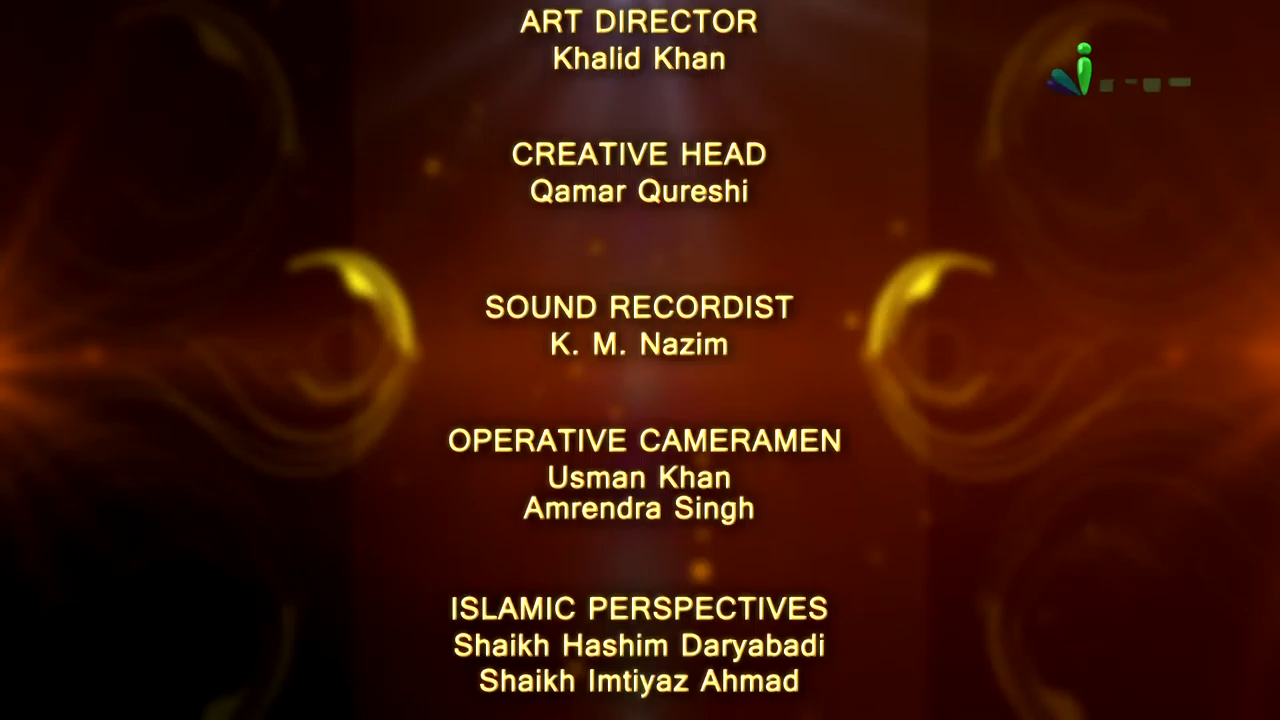 ART DIRECTOR
Khalid Khan
CREATIVE HEAD
Qamar Qureshi
SOUND RECORDIST
K. M. Nazim
OPERATIVE CAMERAMEN
Usman Khan
Amrendra Singh
ISLAMIC PERSPECTIVES
Shaikh Hashim Daryabadi
Shaikh Imtiyaz Ahmad